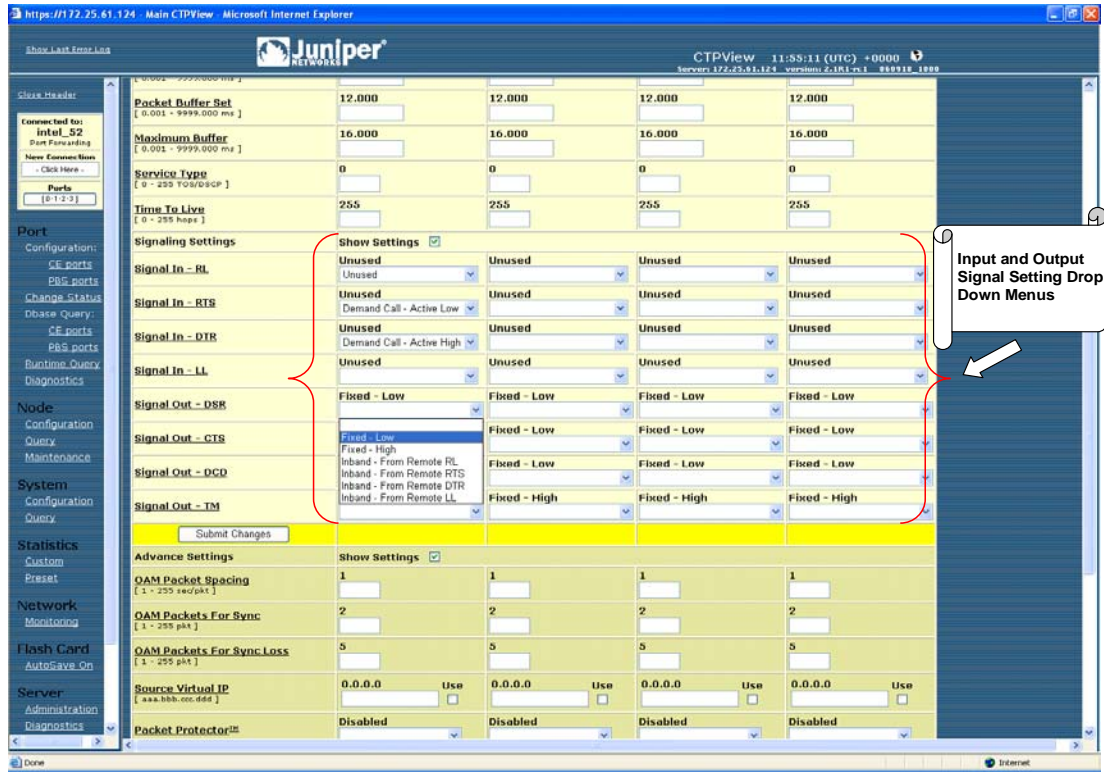 https://172.25.61.124 - Main CTPView - Microsoft Internet Explorer
Show Last Error Log
Juniper
NETWORKS
CTPView 11:55:11 (UTC) +0000
Server: 172.25.61.124
Close Header
Connected to:
intel_52
Port Forwarding
New Connection
- Click Here -
Ports
[0-1-2-3]
Port
Configuration:
CE ports
PBS ports
Change Status
Dbase Query:
CE ports
PBS ports
Runtime Query
Diagnostics
Node
Configuration
Query
Maintenance
System
Configuration
Query
Statistics
Custom
Preset
Network
Monitoring
Flash Card
AutoSave On
Server
Administration
Diagnostics
Packet Buffer Set 12.000 12.000 12.000 12.000
[ 0.001 - 9999.000 ms ]
Maximum Buffer 16.000 16.000 16.000 16.000
[ 0.001 - 9999.000 ms ]
Service Type 0 0 0 0
[ 0 - 255 TOS/DSCP ]
Time To Live 255 255 255 255
[ 0 - 255 hops ]
Signaling Settings Show Settings
Signal In - RL Unused Unused Unused Unused
Unused
Signal In - RTS Unused Unused Unused Unused
Demand Call - Active Low
Signal In - DTR Unused Unused Unused Unused
Demand Call - Active High
Signal In - LL Unused Unused Unused Unused
Signal Out - DSR Fixed - Low Fixed - Low Fixed - Low Fixed - Low
Signal Out - CTS Fixed - Low Fixed - Low Fixed - Low
Signal Out - DCD Fixed - Low Fixed - Low Fixed - Low
Signal Out - TM Fixed - High Fixed - High Fixed - High
Fixed - Low
Fixed - High
Inband - From Remote RL
Inband - From Remote RTS
Inband - From Remote DTR
Inband - From Remote LL
Submit Changes
Advance Settings Show Settings
OAM Packet Spacing 1 1 1 1
[ 1 - 255 sec/pkt ]
OAM Packets For Sync 2 2 2 2
[ 1 - 255 pkt ]
OAM Packets For Sync Loss 5 5 5 5
[ 1 - 255 pkt ]
Source Virtual IP 0.0.0.0 Use 0.0.0.0 Use 0.0.0.0 Use 0.0.0.0 Use
[ aaa.bbb.ccc.ddd ]
Packet Protector™ Disabled Disabled Disabled Disabled
Input and Output
Signal Setting Drop
Down Menus
Done
Internet